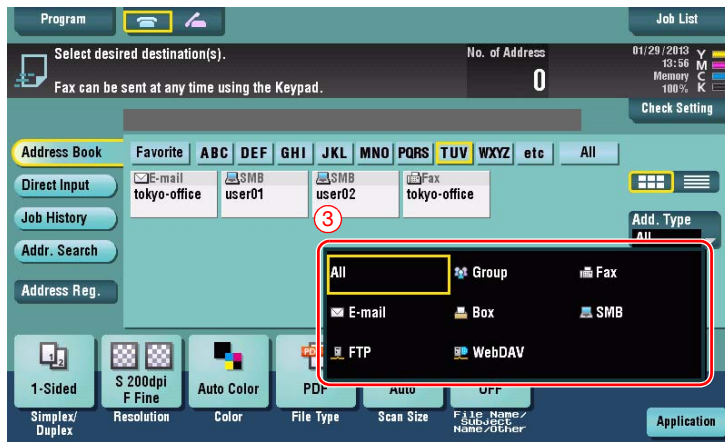 Program
Job List
Select desired destination(s).
No. of Address
01/29/2013
Y
13:56
M
Memory
C
100%
K
Fax can be sent at any time using the Keypad.
0
Check Setting
Address Book
Favorite
ABC
DEF
GHI
JKL
MNO
PQRS
TUV
WXYZ
etc
All
Direct Input
E-mail
tokyo-office
SMB
user01
SMB
user02
Fax
tokyo-office
Job History
3
Add. Type
All
Addr. Search
Address Reg.
All
Group
Fax
E-mail
Box
SMB
FTP
WebDAV
1-Sided
S 200dpi
F Fine
Auto Color
PDF
Auto
OFF
Simplex/
Duplex
Resolution
Color
File Type
Scan Size
File Name/
Subject
Name/Other
Application